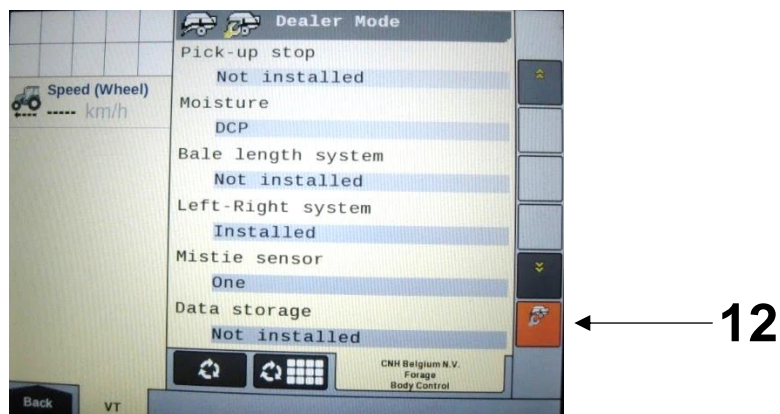 Dealer Mode
Pick-up stop
Not installed
Speed (Wheel)
----- km/h
Moisture
DCP
Bale length system
Not installed
Left-Right system
Installed
Mistie sensor
One
Data storage
Not installed
12
CNH Belgium N.V.
Forage
Body Control
Back
VT